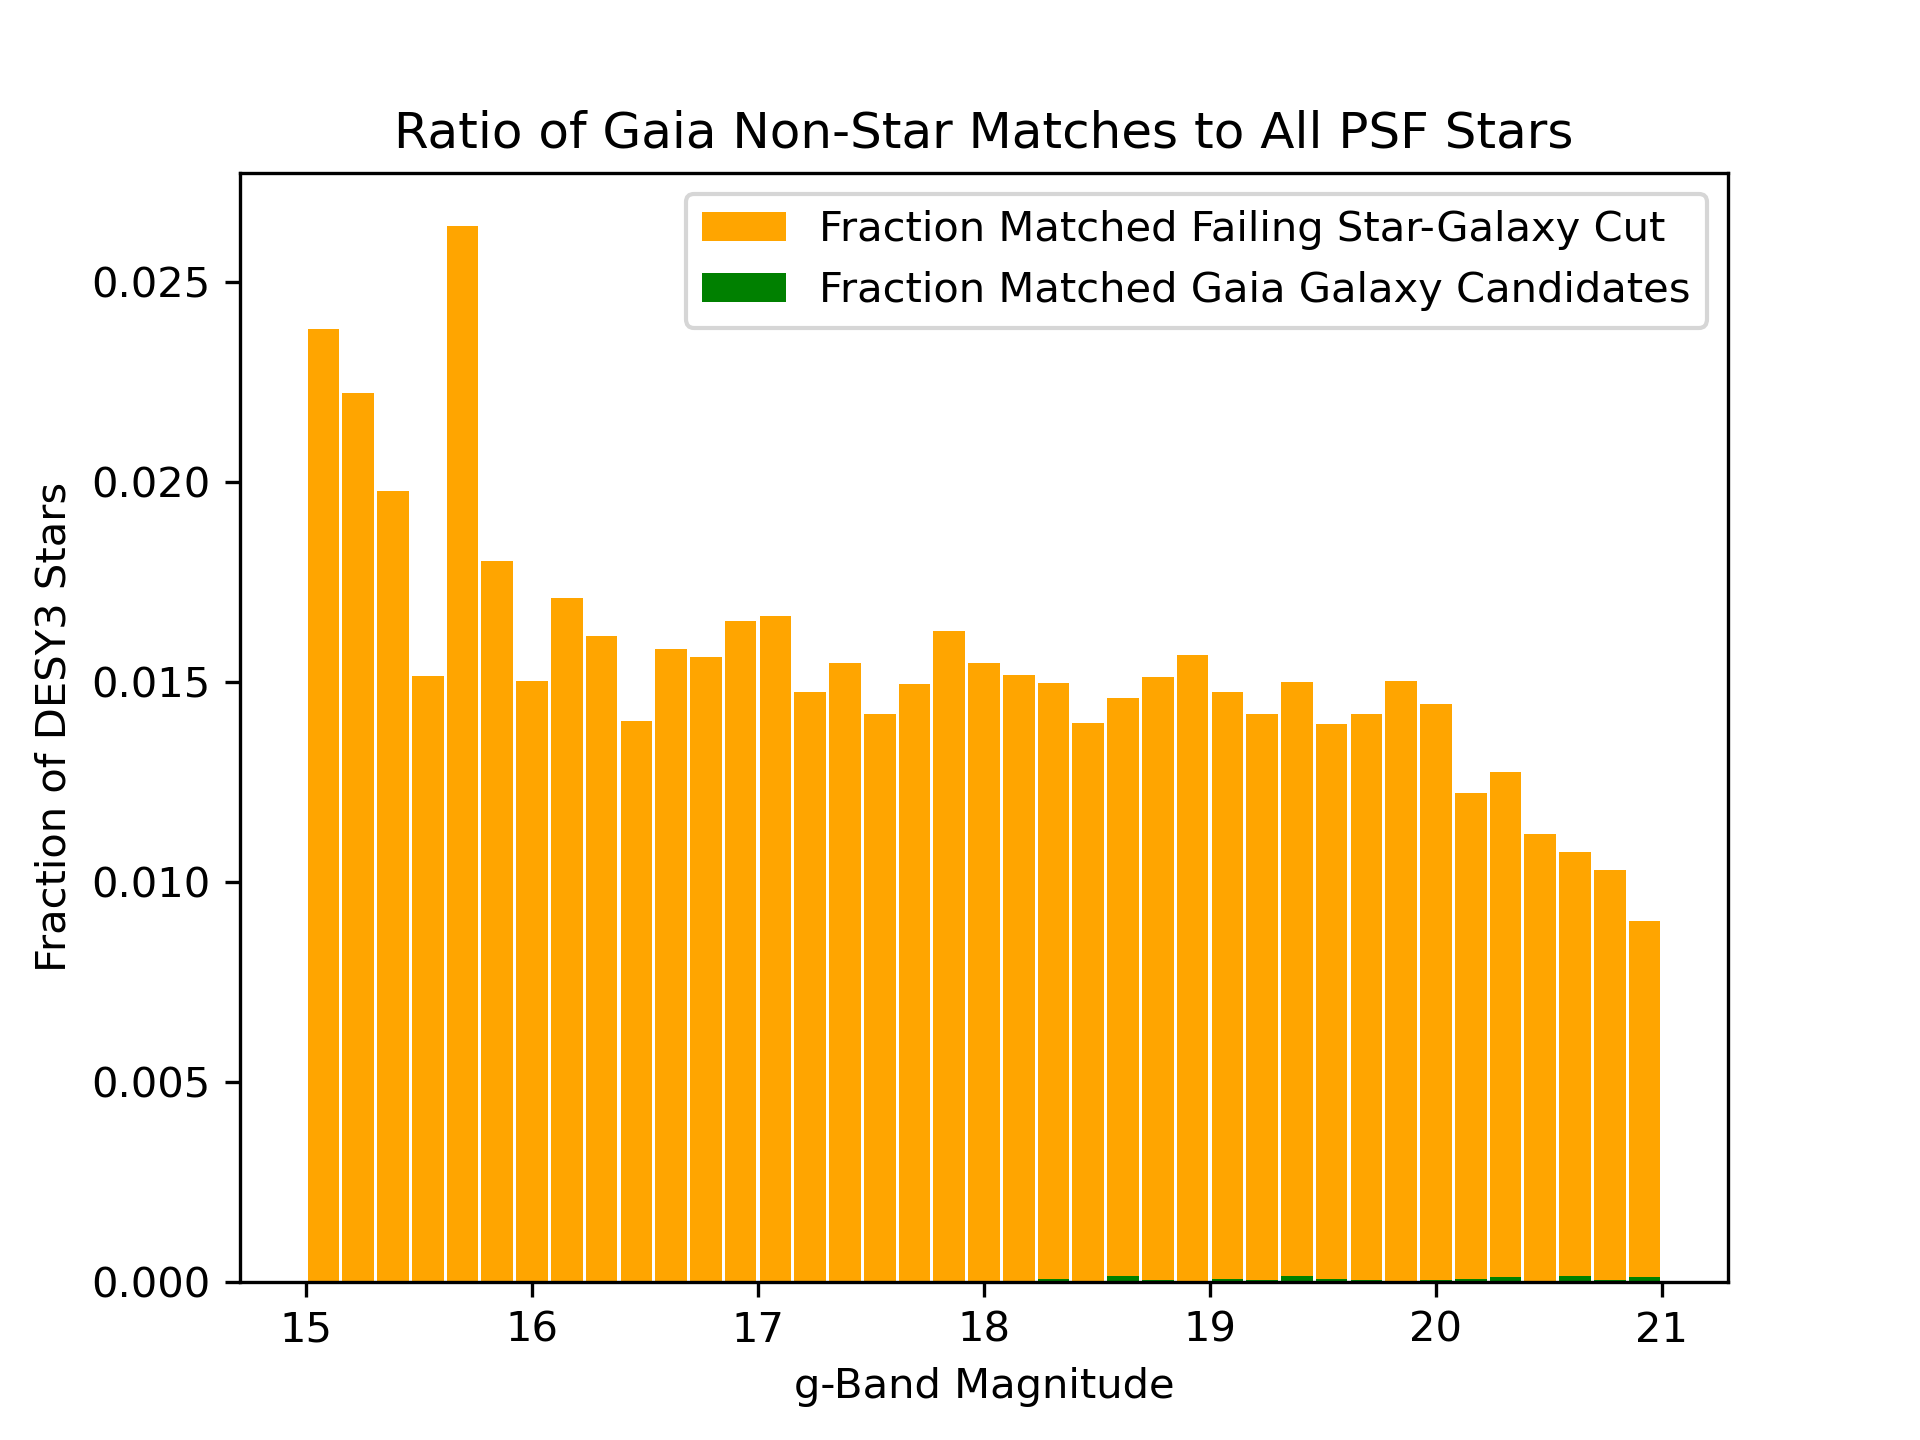 Ratio of Gaia Non-Star Matches to All PSF Stars
Fraction Matched Failing Star-Galaxy Cut
Fraction Matched Gaia Galaxy Candidates
Fraction of DESY3 Stars
0.025
0.020
0.015
0.010
0.005
0.000
15 16 17 18 19 20 21
g-Band Magnitude